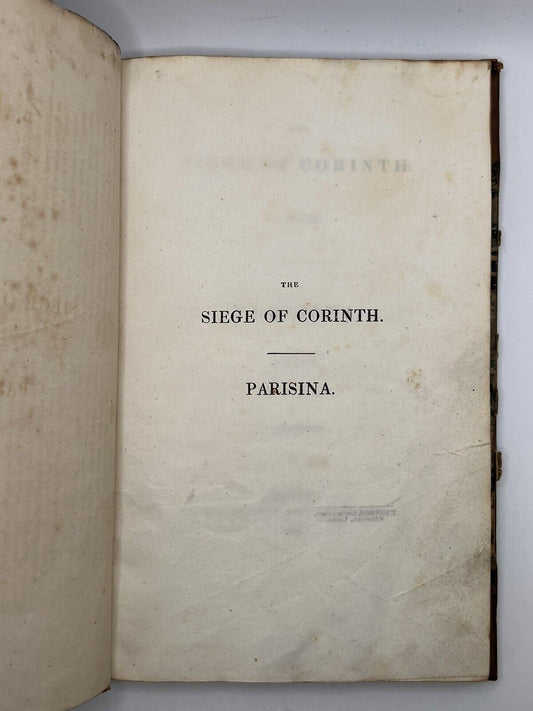 THE
SIEGE OF CORINTH.
PARISINA.